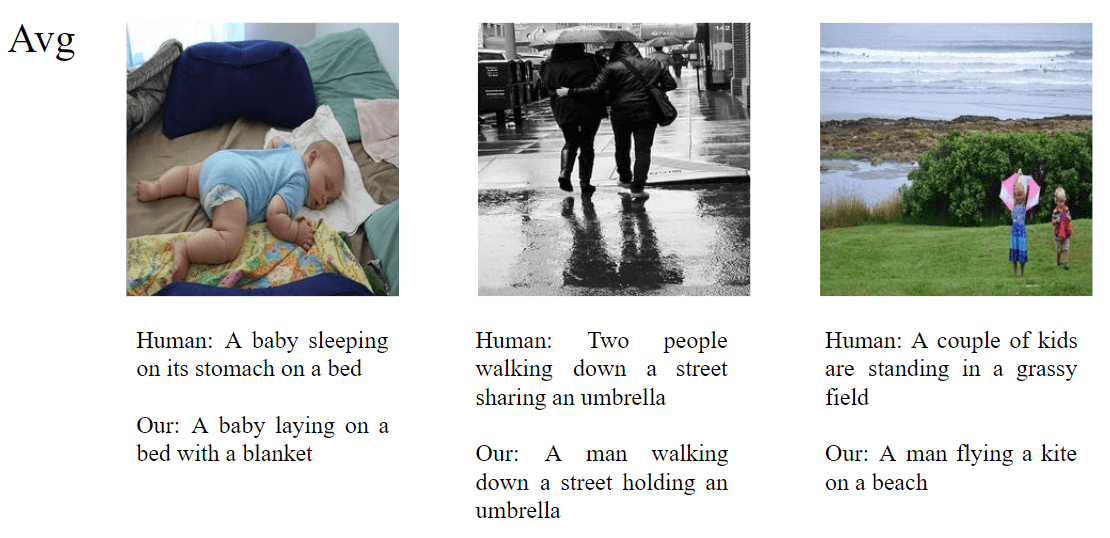 Avg
Human: A baby sleeping
on its stomach on a bed
Our: A baby laying on a
bed with a blanket
Human: Two people
walking down a street
sharing an umbrella
Our: A man walking
down a street holding an
umbrella
Human: A couple of kids
are standing in a grassy
field
Our: A man flying a kite
on a beach